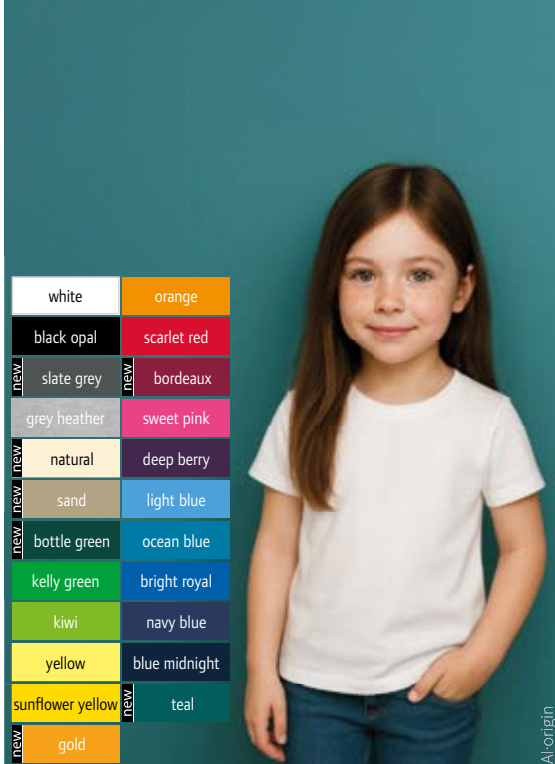 white
orange
black opal
scarlet red
new
slate grey
new
bordeaux
grey heather
sweet pink
new
natural
deep berry
new
sand
light blue
new
bottle green
ocean blue
kelly green
bright royal
kiwi
navy blue
yellow
blue midnight
sunflower yellow
new
teal
new
gold
AI-origin